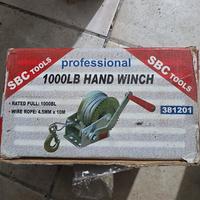 professional
SBC TOOLS
1000LB HAND WINCH
SBC TOOLS
• RATED PULL: 1000BL
• WIRE ROPE: 4.5MM x 10M
381201